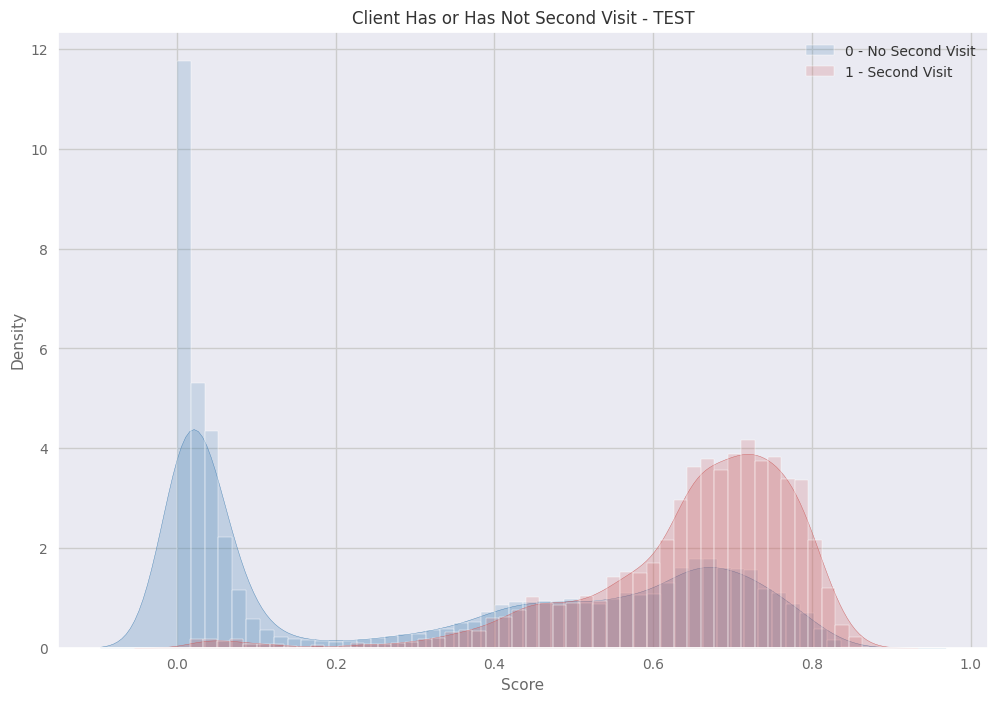 Client Has or Has Not Second Visit - TEST
0 - No Second Visit
1 - Second Visit
12
10
8
6
4
2
0
Density
0.0 0.2 0.4 0.6 0.8 1.0
Score